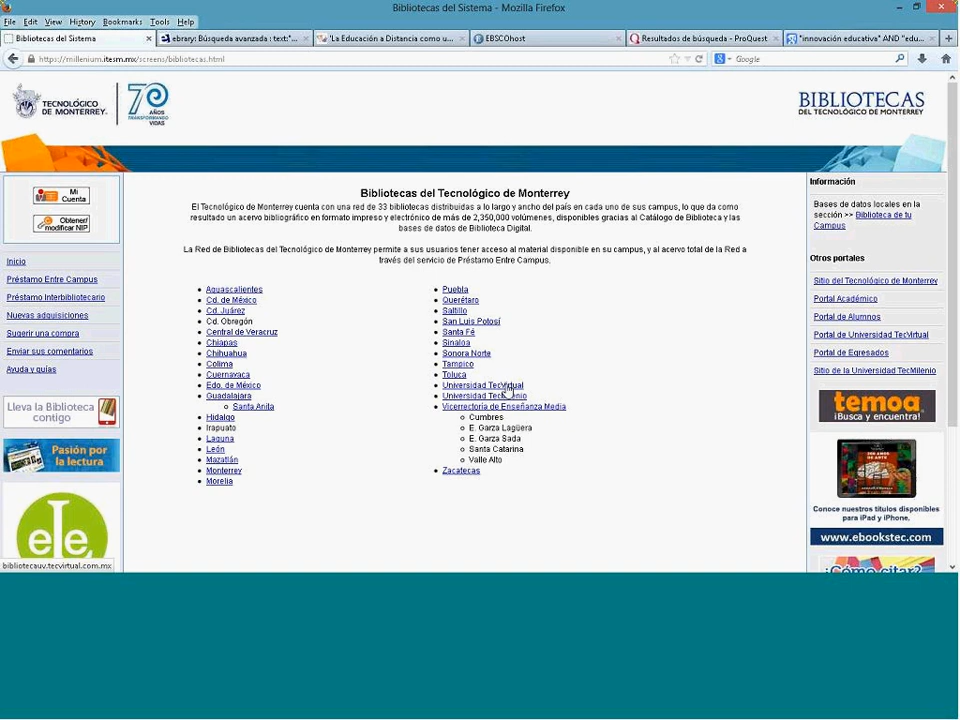 Bibliotecas del Sistema - Mozilla Firefox
File Edit View History Bookmarks Tools Help
Bibliotecas del Sistema
ebrary: Búsqueda avanzada : text:"...
'La Educación a Distancia como u...
EBSCOhost
Resultados de búsqueda - ProQuest
"innovación educativa" AND "edu...
https://millenium.itesm.mx/screens/bibliotecas.html
Google
TECNOLÓGICO
DE MONTERREY.
70
AÑOS
TRANSFORMANDO
VIDAS
BIBLIOTECAS
DEL TECNOLÓGICO DE MONTERREY
Mi
Cuenta
Obtener/
modificar NIP
Inicio
Préstamo Entre Campus
Préstamo Interbibliotecario
Nuevas adquisiciones
Sugerir una compra
Enviar sus comentarios
Ayuda y guías
Lleva la Biblioteca
contigo
Pasión por
la lectura
ele
bibliotecauv.tecvirtual.com.mx
Bibliotecas del Tecnológico de Monterrey
El Tecnológico de Monterrey cuenta con una red de 33 bibliotecas distribuidas a lo largo y ancho del país en cada uno de sus campus, lo que da como
resultado un acervo bibliográfico en formato impreso y electrónico de más de 2,350,000 volúmenes, disponibles gracias al Catálogo de Biblioteca y las
bases de datos de Biblioteca Digital.
La Red de Bibliotecas del Tecnológico de Monterrey permite a sus usuarios tener acceso al material disponible en su campus, y al acervo total de la Red a
través del servicio de Préstamo Entre Campus.
Aguascalientes
Cd. de México
Cd. Juárez
Cd. Obregón
Central de Veracruz
Chiapas
Chihuahua
Colima
Cuernavaca
Edo. de México
Guadalajara
Santa Anita
Hidalgo
Irapuato
Laguna
León
Mazatlán
Monterrey
Morelia
Puebla
Querétaro
Saltillo
San Luis Potosí
Santa Fé
Sinaloa
Sonora Norte
Tampico
Toluca
Universidad TecVirtual
Universidad TecMilenio
Vicerrectoría de Enseñanza Media
Cumbres
E. Garza Lagüera
E. Garza Sada
Santa Catarina
Valle Alto
Zacatecas
Información
Bases de datos locales en la
sección >> Biblioteca de tu
Campus
Otros portales
Sitio del Tecnológico de Monterrey
Portal Académico
Portal de Alumnos
Portal de Universidad TecVirtual
Portal de Egresados
Sitio de la Universidad TecMilenio
temoa
¡Busca y encuentra!
Conoce nuestros títulos disponibles
para iPad y iPhone.
www.ebookstec.com
¿Cómo citar?